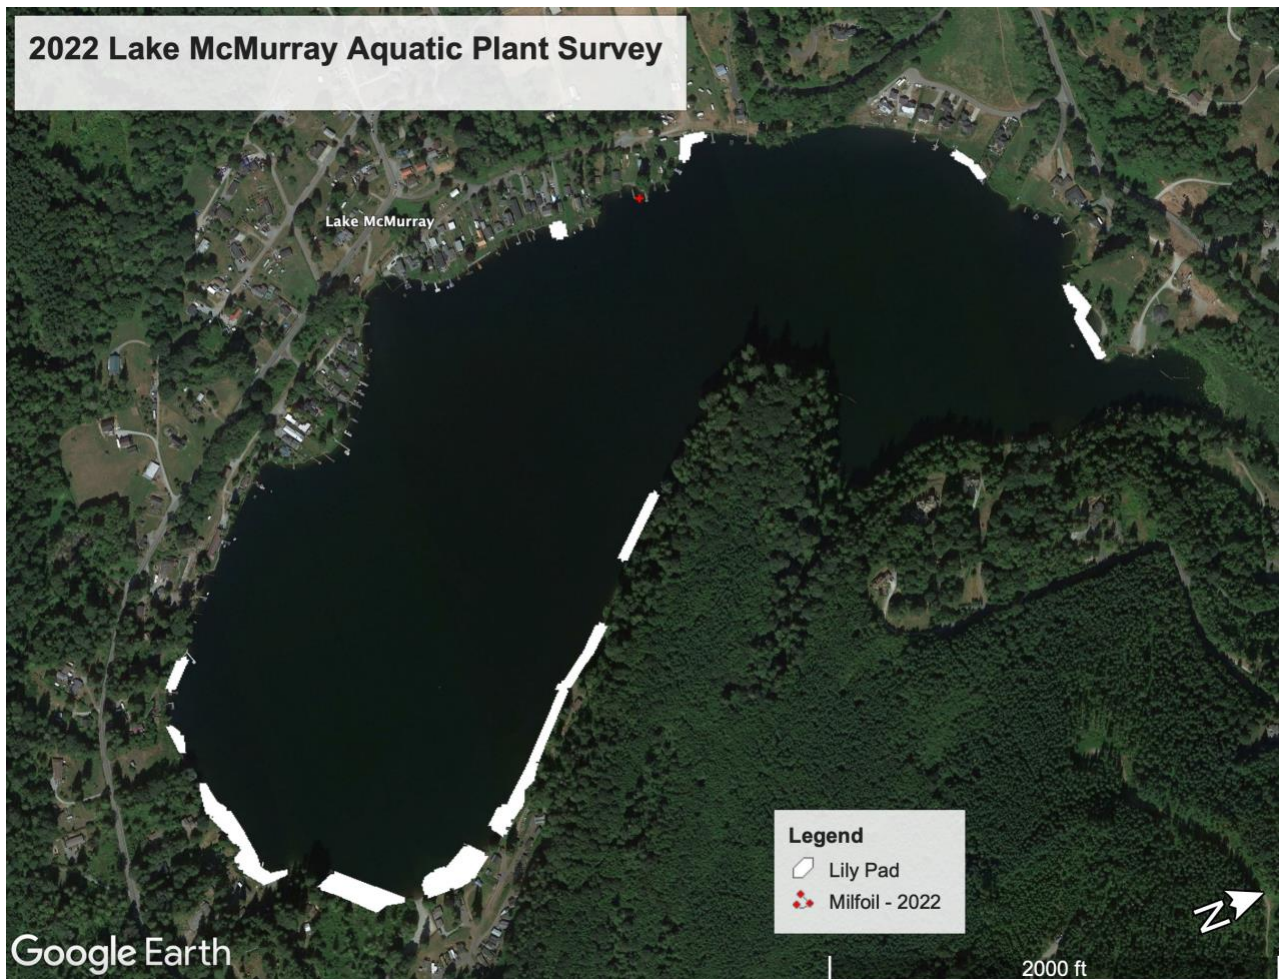 2022 Lake McMurray Aquatic Plant Survey
Lake McMurray
Legend
Lily Pad
Milfoil - 2022
N
Google Earth
2000 ft